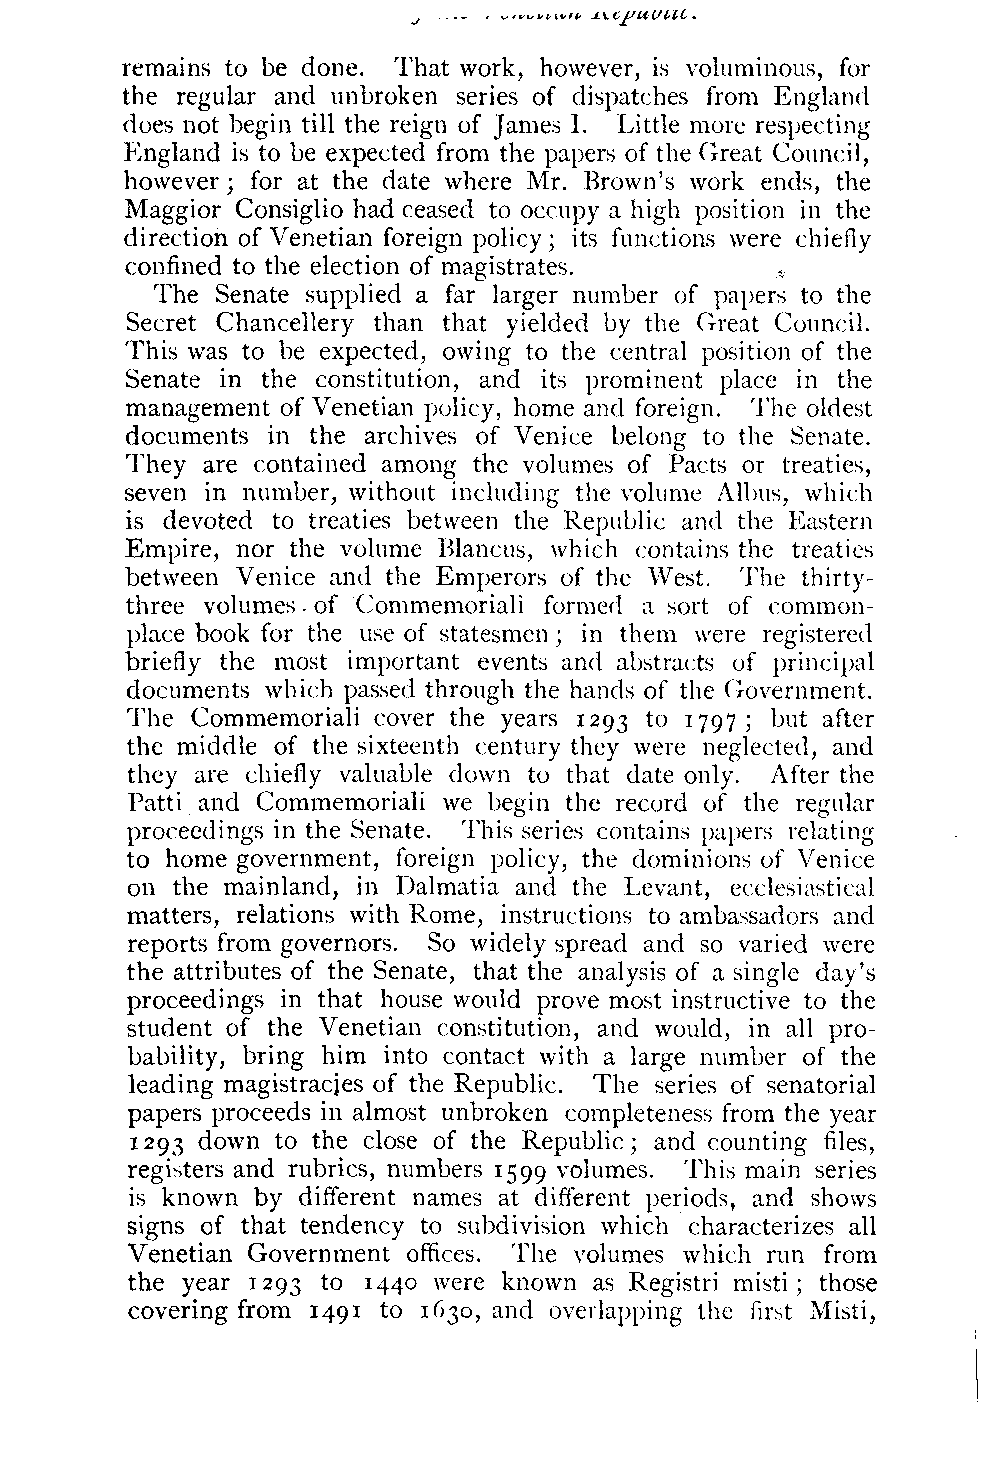 Republic.
remains to be done. That work, however, is voluminous, for
the regular and unbroken series of dispatches from England
does not begin till the reign of James I. Little more respecting
England is to be expected from the papers of the Great Council,
however; for at the date where Mr. Brown's work ends, the
Maggior Consiglio had ceased to occupy a high position in the
direction of Venetian foreign policy; its functions were chiefly
confined to the election of magistrates.
The Senate supplied a far larger number of papers to the
Secret Chancellery than that yielded by the Great Council.
This was to be expected, owing to the central position of the
Senate in the constitution, and its prominent place in the
management of Venetian policy, home and foreign. The oldest
documents in the archives of Venice belong to the Senate.
They are contained among the volumes of Pacts or treaties,
seven in number, without including the volume Albus, which
is devoted to treaties between the Republic and the Eastern
Empire, nor the volume Blancus, which contains the treaties
between Venice and the Emperors of the West. The thirty-
three volumes of Commemoriali formed a sort of common-
place book for the use of statesmen; in them were registered
briefly the most important events and abstracts of principal
documents which passed through the hands of the Government.
The Commemoriali cover the years 1293 to 1797; but after
the middle of the sixteenth century they were neglected, and
they are chiefly valuable down to that date only. After the
Patti and Commemoriali we begin the record of the regular
proceedings in the Senate. This series contains papers relating
to home government, foreign policy, the dominions of Venice
on the mainland, in Dalmatia and the Levant, ecclesiastical
matters, relations with Rome, instructions to ambassadors and
reports from governors. So widely spread and so varied were
the attributes of the Senate, that the analysis of a single day's
proceedings in that house would prove most instructive to the
student of the Venetian constitution, and would, in all pro-
bability, bring him into contact with a large number of the
leading magistracies of the Republic. The series of senatorial
papers proceeds in almost unbroken completeness from the year
1293 down to the close of the Republic; and counting files,
registers and rubrics, numbers 1599 volumes. This main series
is known by different names at different periods, and shows
signs of that tendency to subdivision which characterizes all
Venetian Government offices. The volumes which run from
the year 1293 to 1440 were known as Registri misti; those
covering from 1491 to 1630, and overlapping the first Misti,